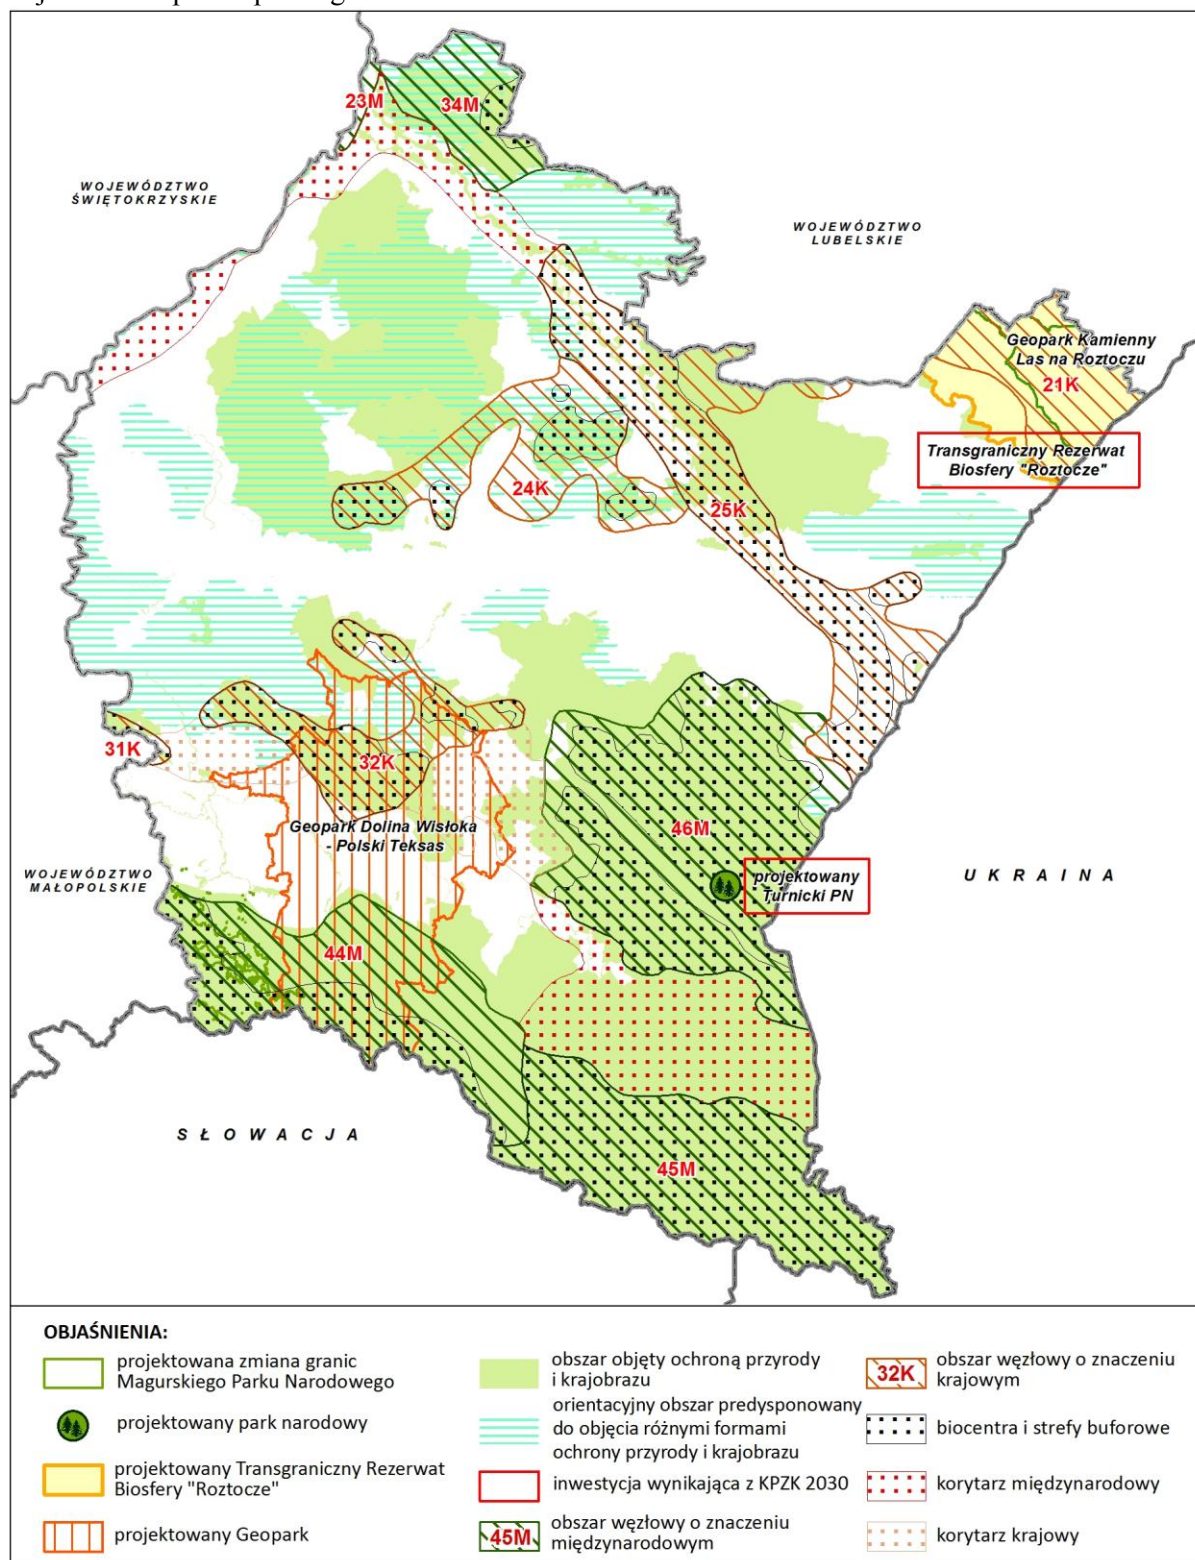 23M
34M
WOJEWÓDZTWO
ŚWIĘTOKRZYSKIE
WOJEWÓDZTWO
LUBELSKIE
Geopark Kamienny
Las na Roztoczu
21K
Transgraniczny Rezerwat
Biosfery "Roztocze"
24K
25K
31K
32K
Geopark Dolina Wisłoka
- Polski Teksas
46M
WOJEWÓDZTWO
MAŁOPOLSKIE
projektowany
Turnicki PN
UKRAINA
44M
SŁOWACJA
45M
OBJAŚNIENIA:
projektowana zmiana granic
Magurskiego Parku Narodowego
projektowany park narodowy
projektowany Transgraniczny Rezerwat
Biosfery "Roztocze"
projektowany Geopark
obszar objęty ochroną przyrody
i krajobrazu
orientacyjny obszar predysponowany
do objęcia różnymi formami
ochrony przyrody i krajobrazu
inwestycja wynikająca z KPZK 2030
45M
obszar węzłowy o znaczeniu
międzynarodowym
32K
obszar węzłowy o znaczeniu
krajowym
biocentra i strefy buforowe
korytarz międzynarodowy
korytarz krajowy